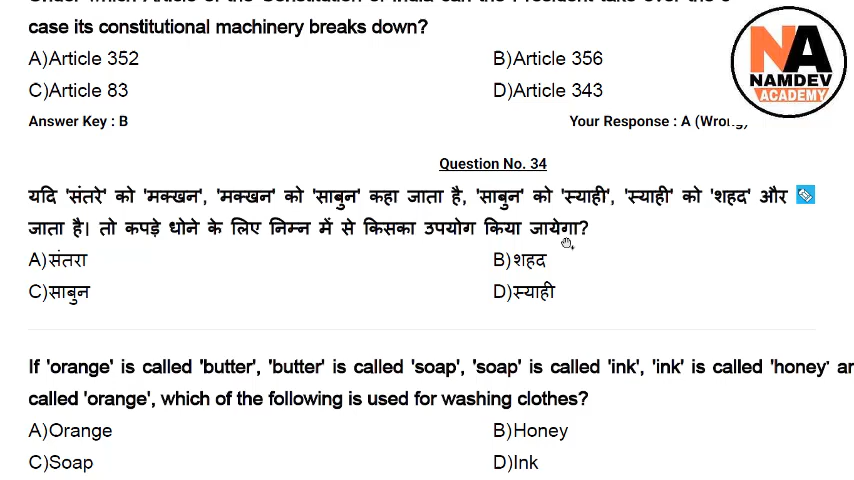 case its constitutional machinery breaks down?
A)Article 352
B)Article 356
C)Article 83
D)Article 343
NA
NAMDEV
ACADEMY
Answer Key : B
Your Response : A (Wrong)
Question No. 34
यदि 'संतरे' को 'मक्खन', 'मक्खन' को 'साबुन' कहा जाता है, 'साबुन' को 'स्याही', 'स्याही' को 'शहद' और
जाता है। तो कपड़े धोने के लिए निम्न में से किसका उपयोग किया जायेगा?
A)संतरा
B)शहद
C)साबुन
D)स्याही
If 'orange' is called 'butter', 'butter' is called 'soap', 'soap' is called 'ink', 'ink' is called 'honey'
called 'orange', which of the following is used for washing clothes?
A)Orange
B)Honey
C)Soap
D)Ink